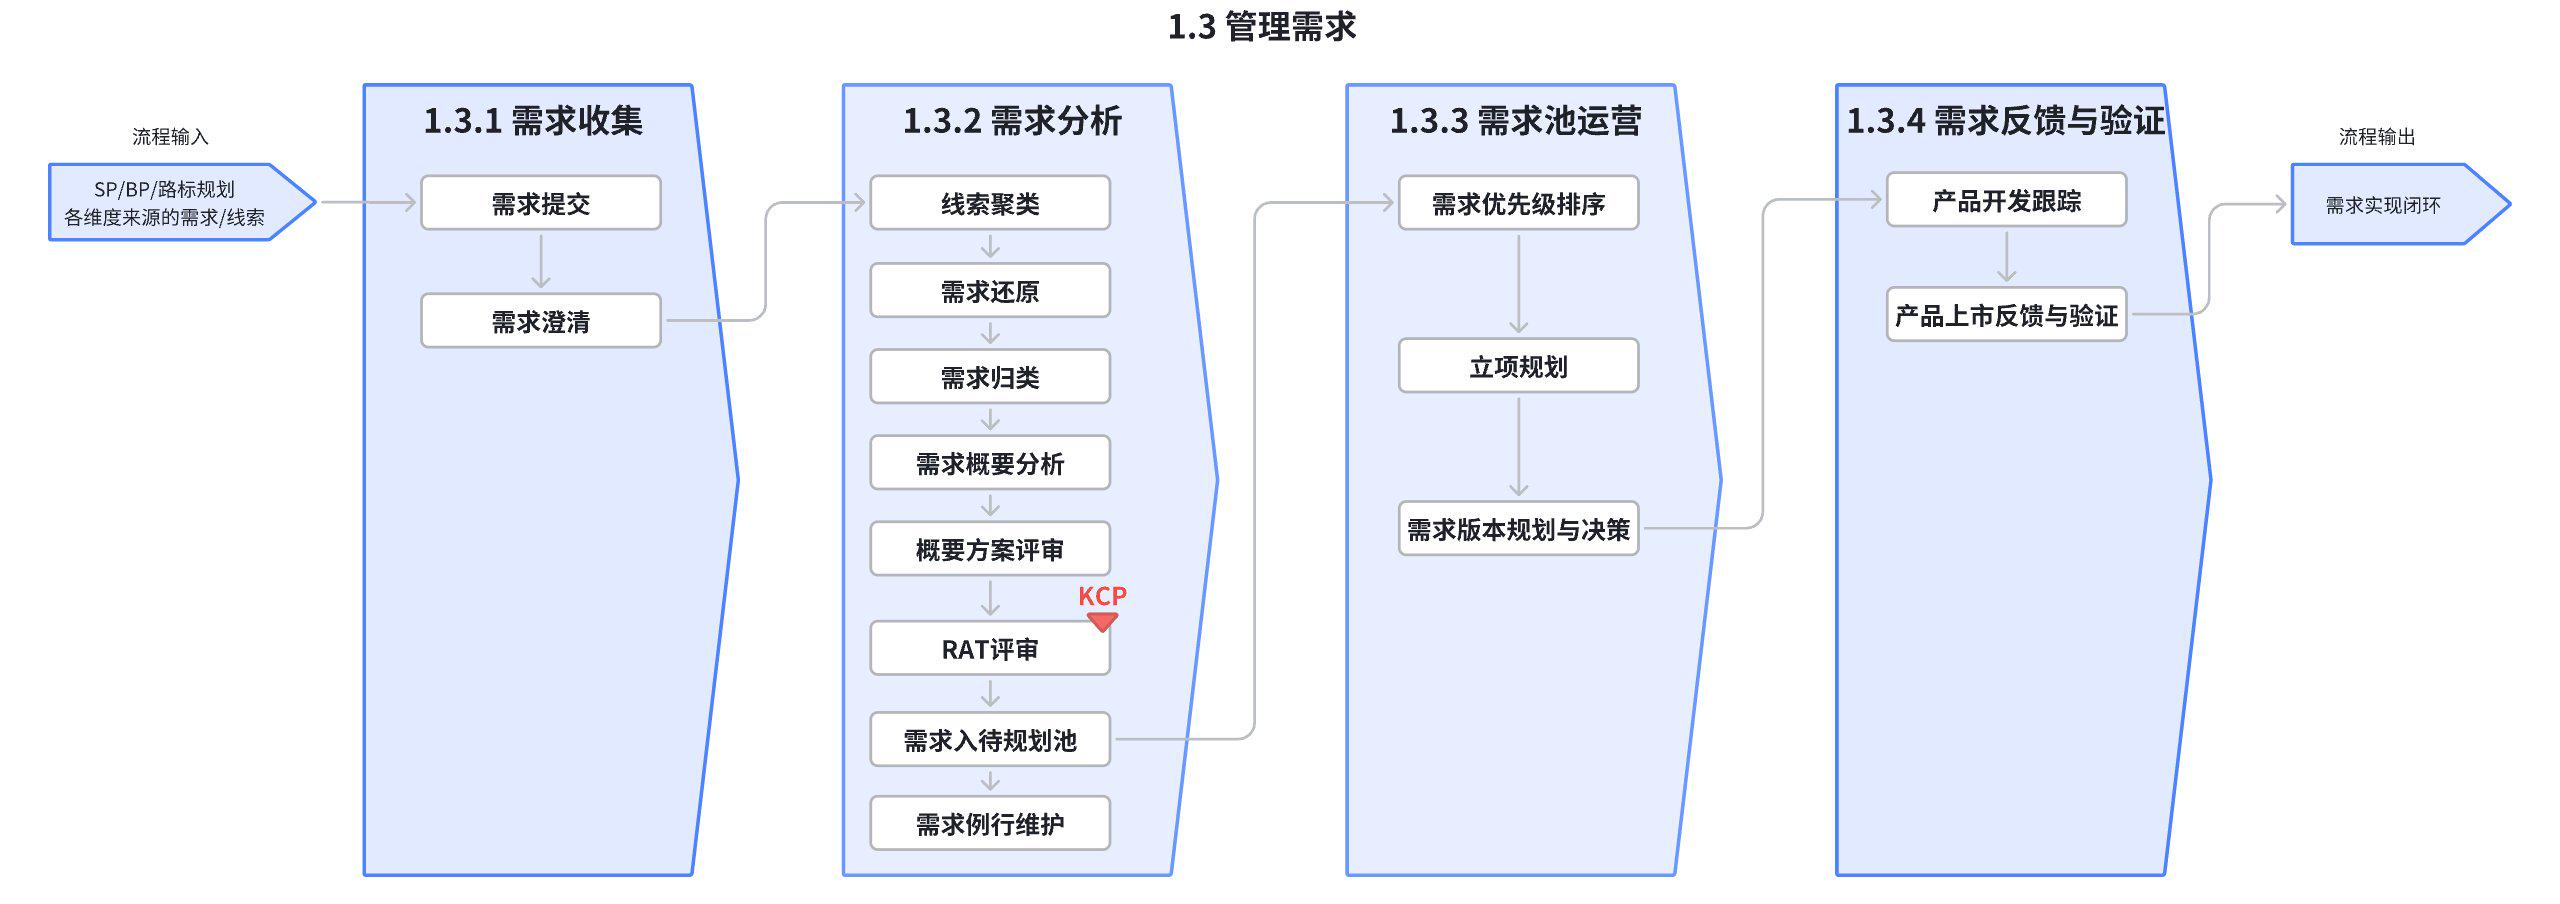 1.3 管理需求
流程输入
SP/BP/路标规划
各维度来源的需求/线索
1.3.1 需求收集
需求提交
需求澄清
1.3.2 需求分析
线索聚类
需求还原
需求归类
需求概要分析
概要方案评审
KCP
RAT评审
需求入待规划池
需求例行维护
1.3.3 需求池运营
需求优先级排序
立项规划
需求版本规划与决策
1.3.4 需求反馈与验证
产品开发跟踪
产品上市反馈与验证
流程输出
需求实现闭环